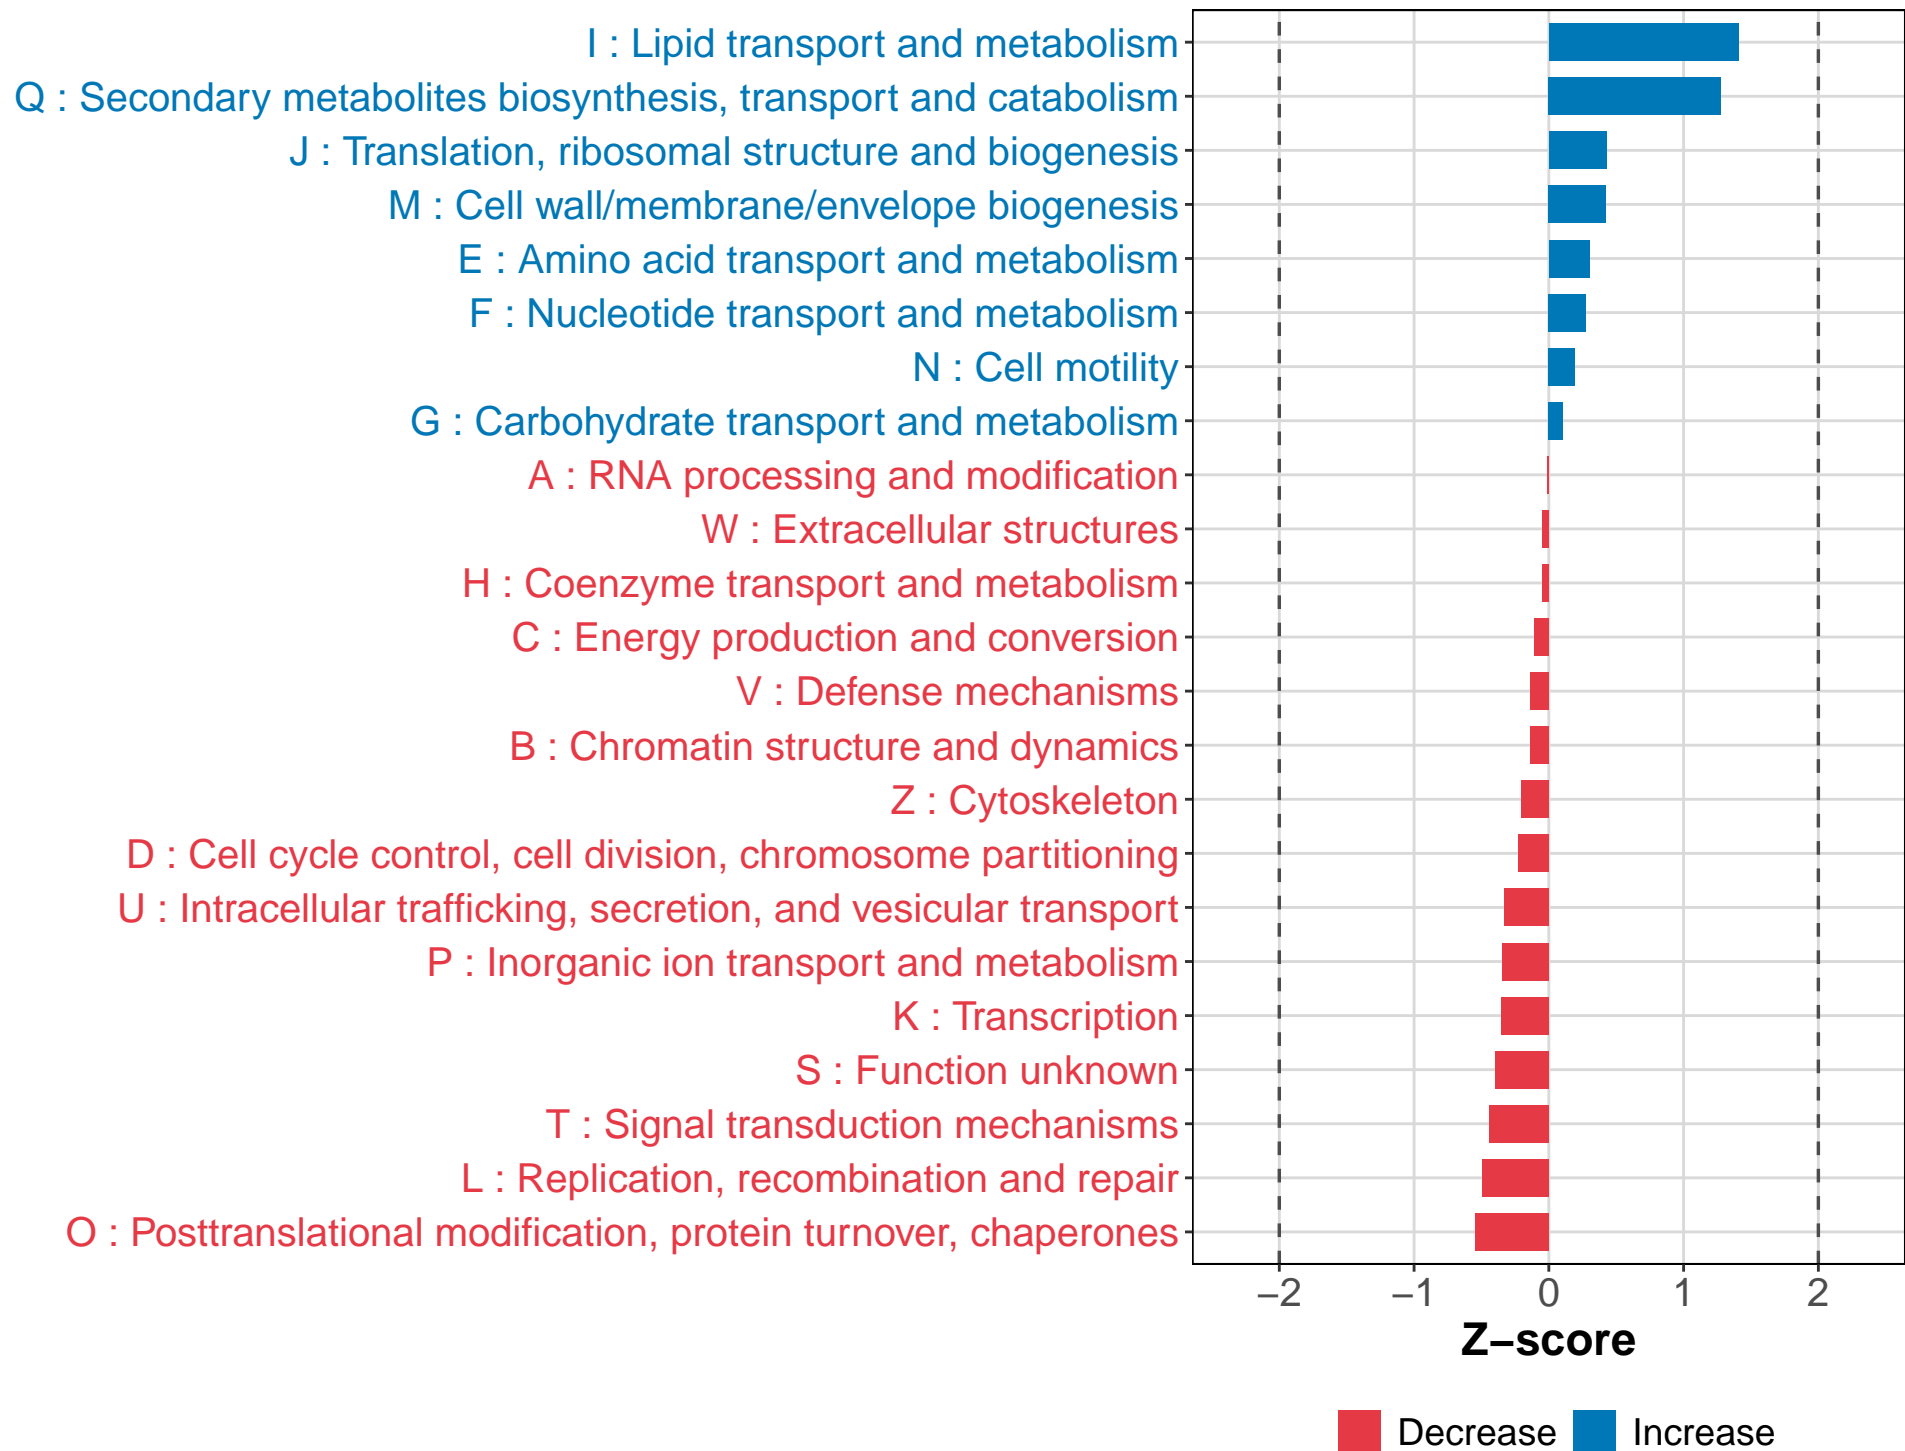 I : Lipid transport and metabolism
Q : Secondary metabolites biosynthesis, transport and catabolism
J : Translation, ribosomal structure and biogenesis
M : Cell wall/membrane/envelope biogenesis
E : Amino acid transport and metabolism
F : Nucleotide transport and metabolism
N : Cell motility
G : Carbohydrate transport and metabolism
A : RNA processing and modification
W : Extracellular structures
H : Coenzyme transport and metabolism
C : Energy production and conversion
V : Defense mechanisms
B : Chromatin structure and dynamics
Z : Cytoskeleton
D : Cell cycle control, cell division, chromosome partitioning
U : Intracellular trafficking, secretion, and vesicular transport
P : Inorganic ion transport and metabolism
K : Transcription
S : Function unknown
T : Signal transduction mechanisms
L : Replication, recombination and repair
O : Posttranslational modification, protein turnover, chaperones
−2 −1 0 1 2
Z−score
Decrease Increase